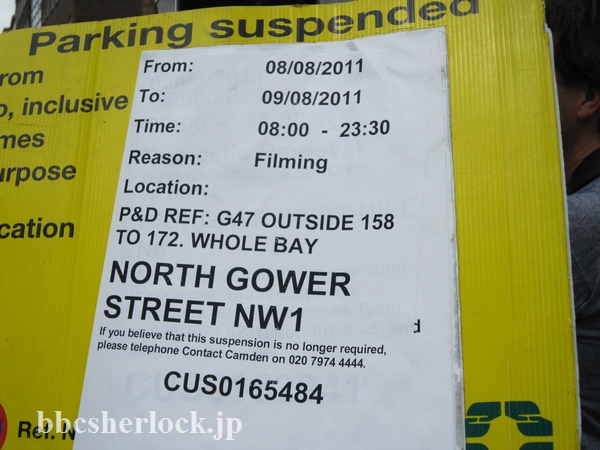 Parking suspended
From: 08/08/2011
To: 09/08/2011
Time: 08:00 - 23:30
Reason: Filming
Location:
P&D REF: G47 OUTSIDE 158
TO 172. WHOLE BAY
NORTH GOWER
STREET NW1
If you believe that this suspension is no longer required,
please telephone Contact Camden on 020 7974 4444.
CUS0165484
rom
o, inclusive
mes
urpose
cation
d
Ref. N
bbcsherlock.jp